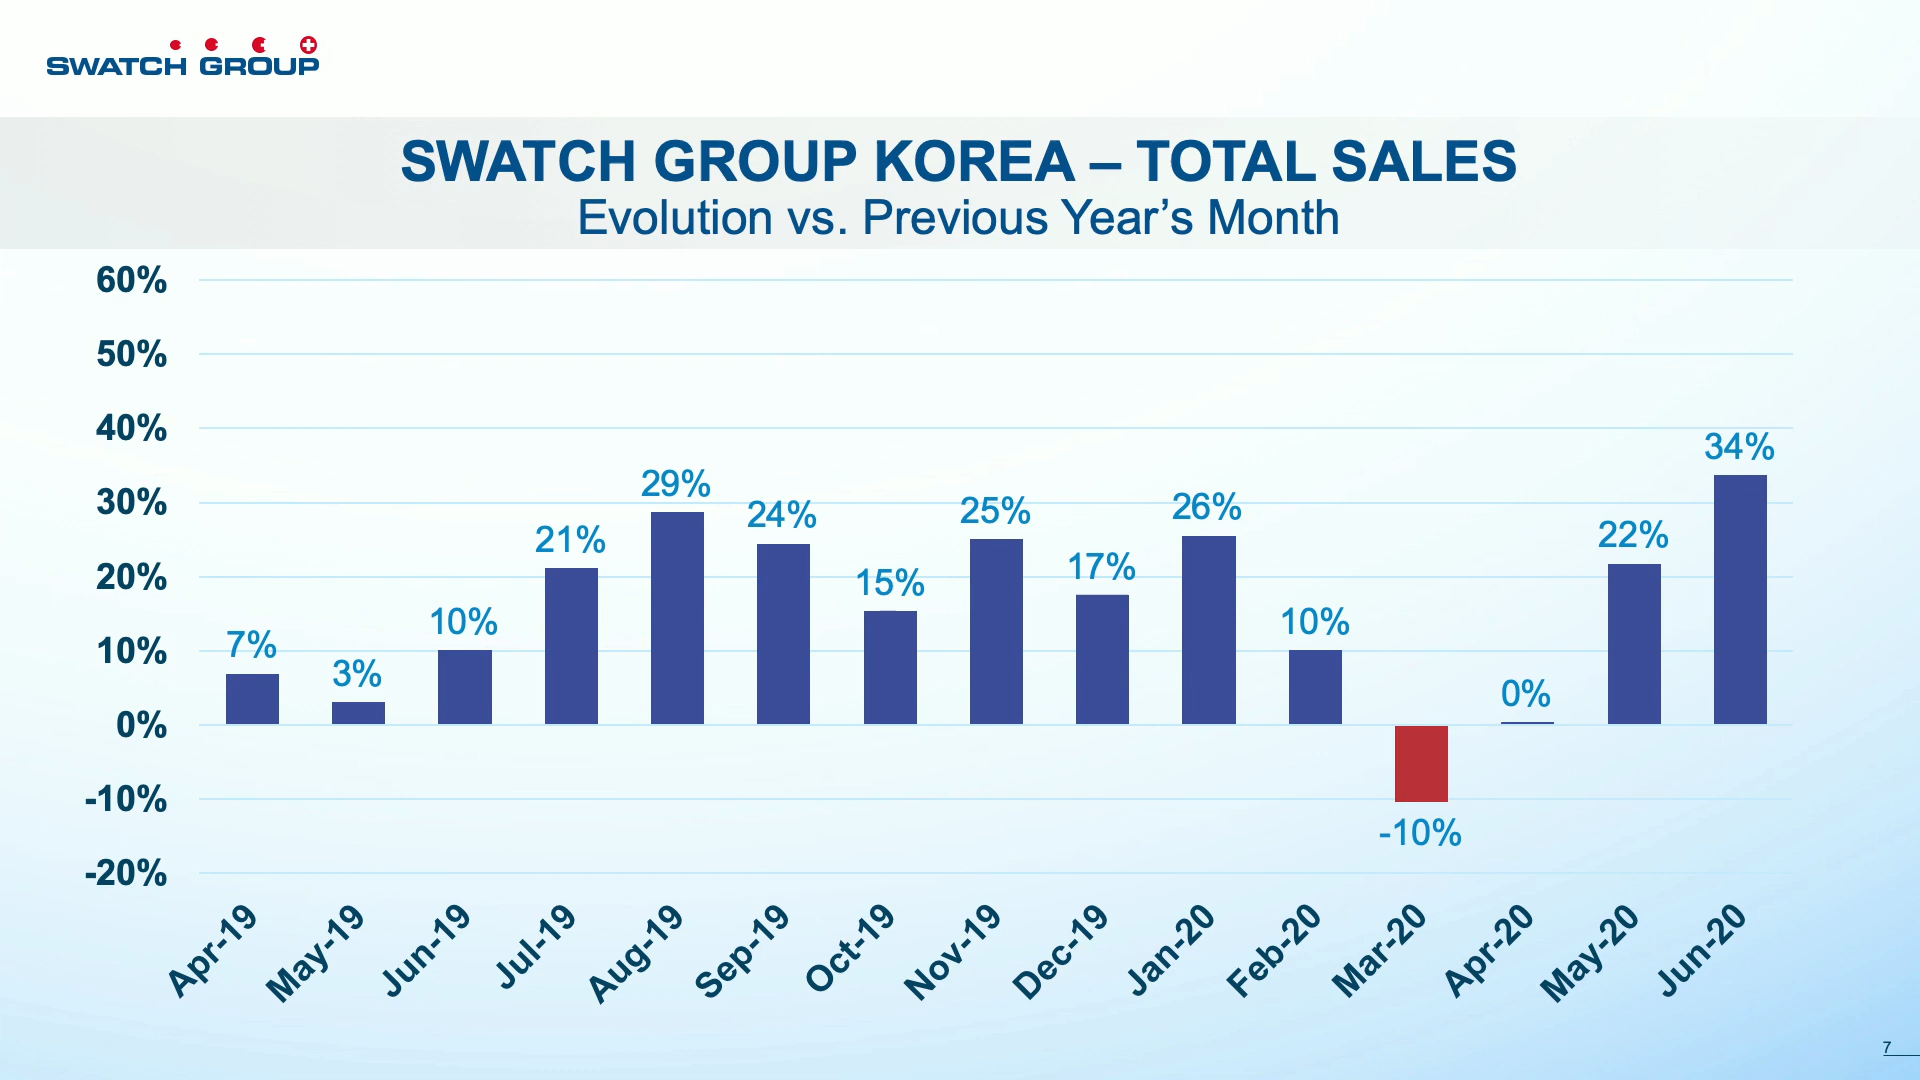 SWATCH GROUP
SWATCH GROUP KOREA – TOTAL SALES
Evolution vs. Previous Year’s Month
60%
50%
40%
30%
20%
10%
0%
-10%
-20%
7%
3%
10%
21%
29%
24%
15%
25%
17%
26%
10%
-10%
0%
22%
34%
Apr-19
May-19
Jun-19
Jul-19
Aug-19
Sep-19
Oct-19
Nov-19
Dec-19
Jan-20
Feb-20
Mar-20
Apr-20
May-20
Jun-20
7